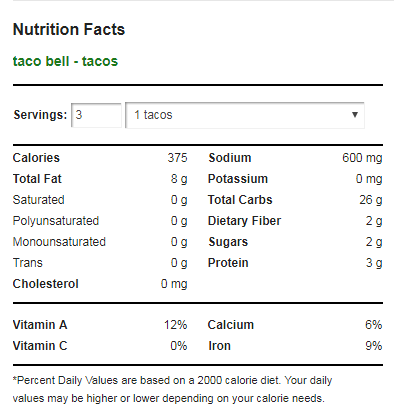 Nutrition Facts
taco bell - tacos
Servings: 3 1 tacos
Calories 375 Sodium 600 mg
Total Fat 8 g Potassium 0 mg
Saturated 0 g Total Carbs 26 g
Polyunsaturated 0 g Dietary Fiber 2 g
Monounsaturated 0 g Sugars 2 g
Trans 0 g Protein 3 g
Cholesterol 0 mg
Vitamin A 12% Calcium 6%
Vitamin C 0% Iron 9%
*Percent Daily Values are based on a 2000 calorie diet. Your daily
values may be higher or lower depending on your calorie needs.